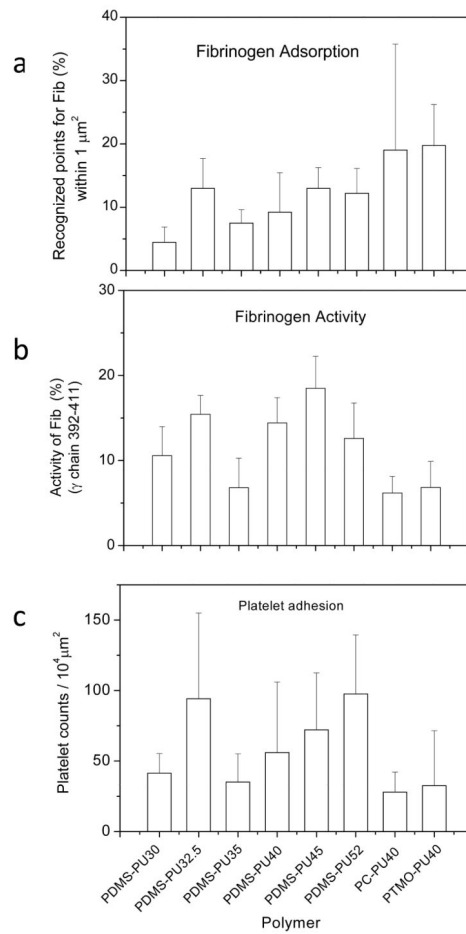 a
Fibrinogen Adsorption
Recognized points for Fib (%)
within 1 μm²
40
30
20
10
0
b
Fibrinogen Activity
Activity of Fib (%)
(γ chain 392-411)
30
20
10
0
c
Platelet adhesion
Platelet counts / 10⁴μm²
150
100
50
0
PDMS-PU30
PDMS-PU32.5
PDMS-PU35
PDMS-PU40
PDMS-PU45
PDMS-PU52
PC-PU40
PTMO-PU40
Polymer